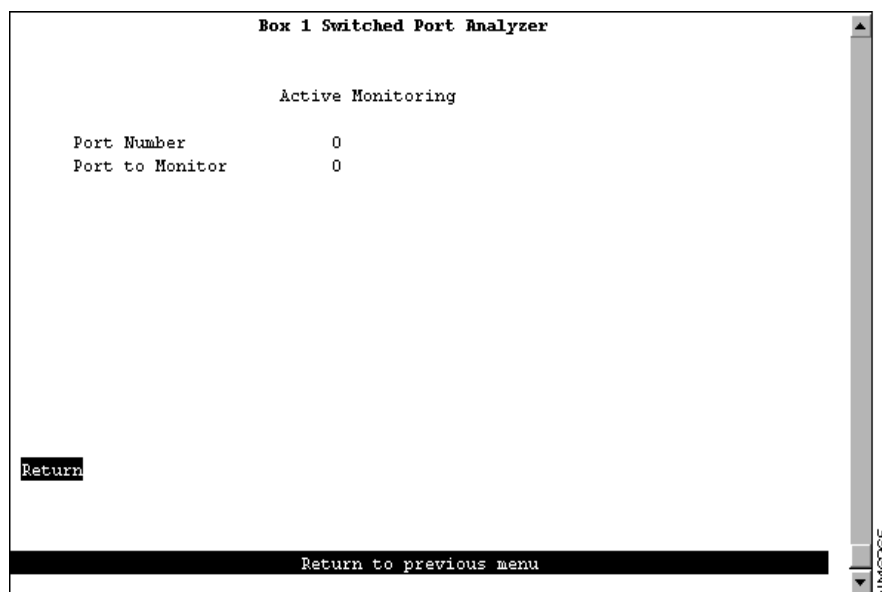 Box 1 Switched Port Analyzer
Active Monitoring
Port Number 0
Port to Monitor 0
Return
Return to previous menu